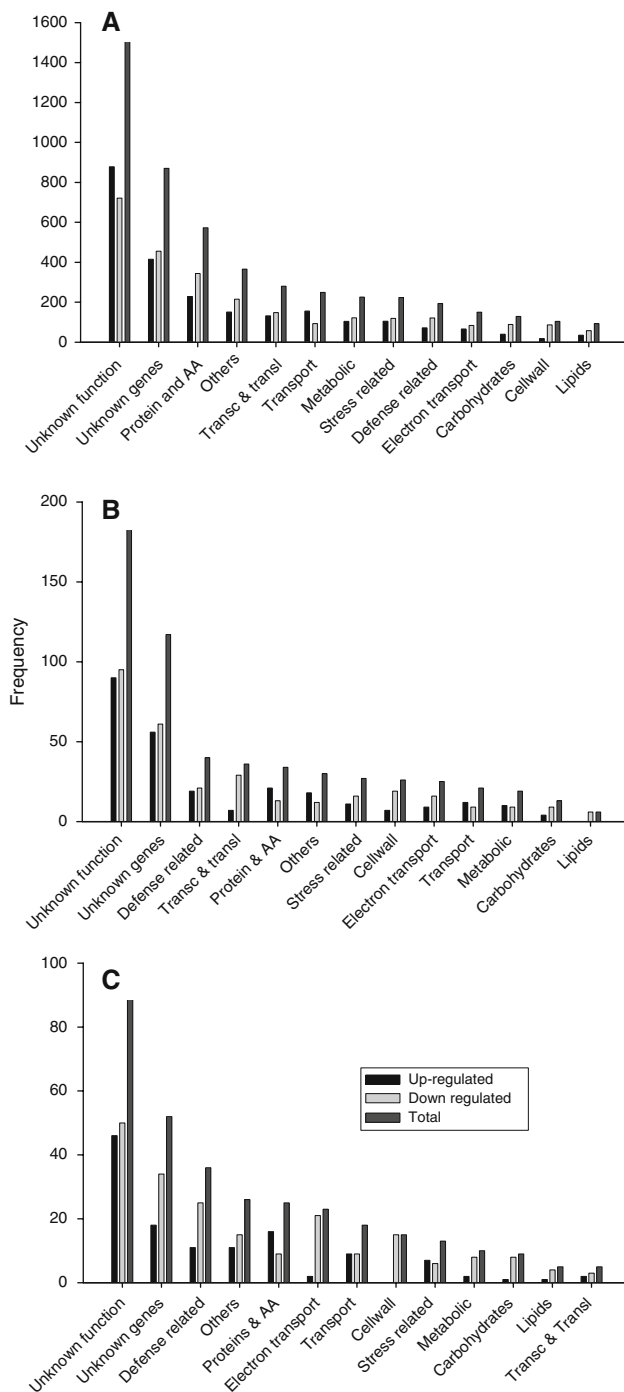 A
1600
1400
1200
1000
800
600
400
200
0
Unknown function
Unknown genes
Protein and AA
Others
Transc & transl
Transport
Metabolic
Stress related
Defense related
Electron transport
Carbohydrates
Cellwall
Lipids
B
200
150
100
50
0
Frequency
Unknown function
Unknown genes
Defense related
Transc & transl
Protein & AA
Others
Stress related
Cellwall
Electron transport
Transport
Metabolic
Carbohydrates
Lipids
C
100
80
60
40
20
0
Up-regulated
Down regulated
Total
Unknown function
Unknown genes
Defense related
Others
Proteins & AA
Electron transport
Transport
Cellwall
Stress related
Metabolic
Carbohydrates
Lipids
Transc & Transl